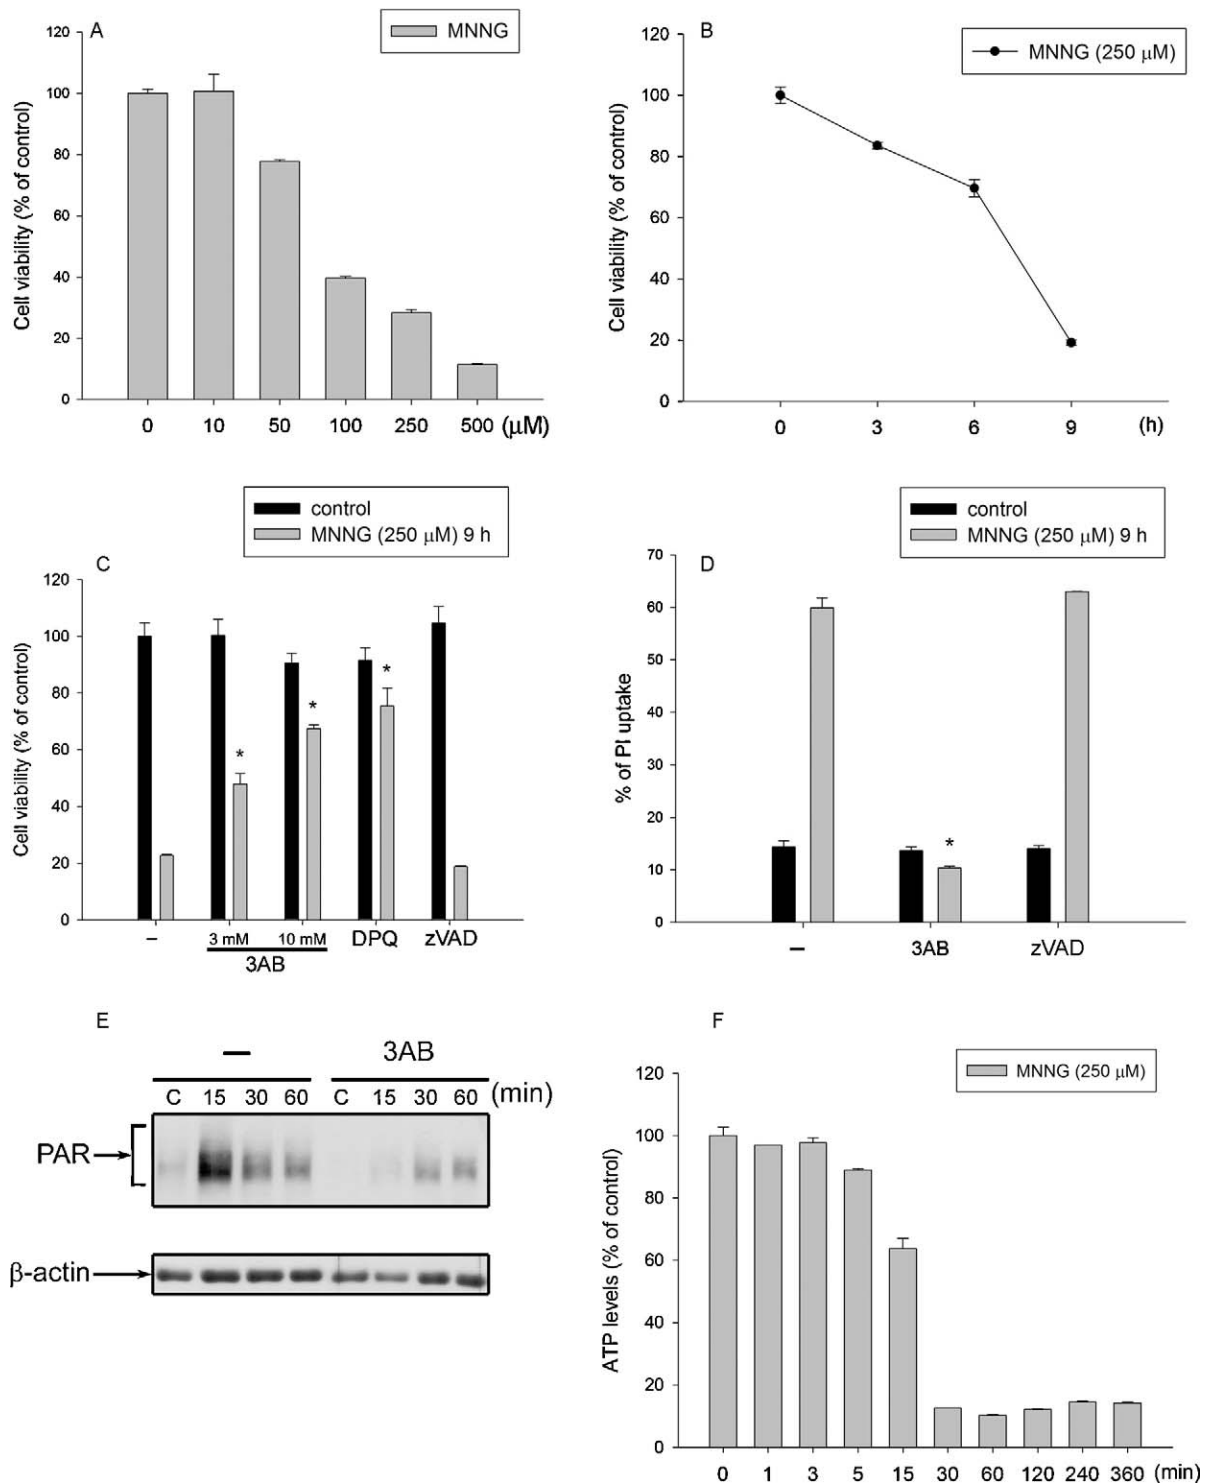 A
MNNG
Cell viability (% of control)
120
100
80
60
40
20
0
0 10 50 100 250 500 (μM)
B
MNNG (250 μM)
Cell viability (% of control)
120
100
80
60
40
20
0
0 3 6 9 (h)
control
MNNG (250 μM) 9 h
C
Cell viability (% of control)
120
100
80
60
40
20
0
* * *
– 3 mM 10 mM DPQ zVAD
3AB
control
MNNG (250 μM) 9 h
D
% of PI uptake
70
60
50
40
30
20
10
0
*
– 3AB zVAD
E
– 3AB
C 15 30 60 C 15 30 60 (min)
PAR
β-actin
F
MNNG (250 μM)
ATP levels (% of control)
120
100
80
60
40
20
0
0 1 3 5 15 30 60 120 240 360 (min)